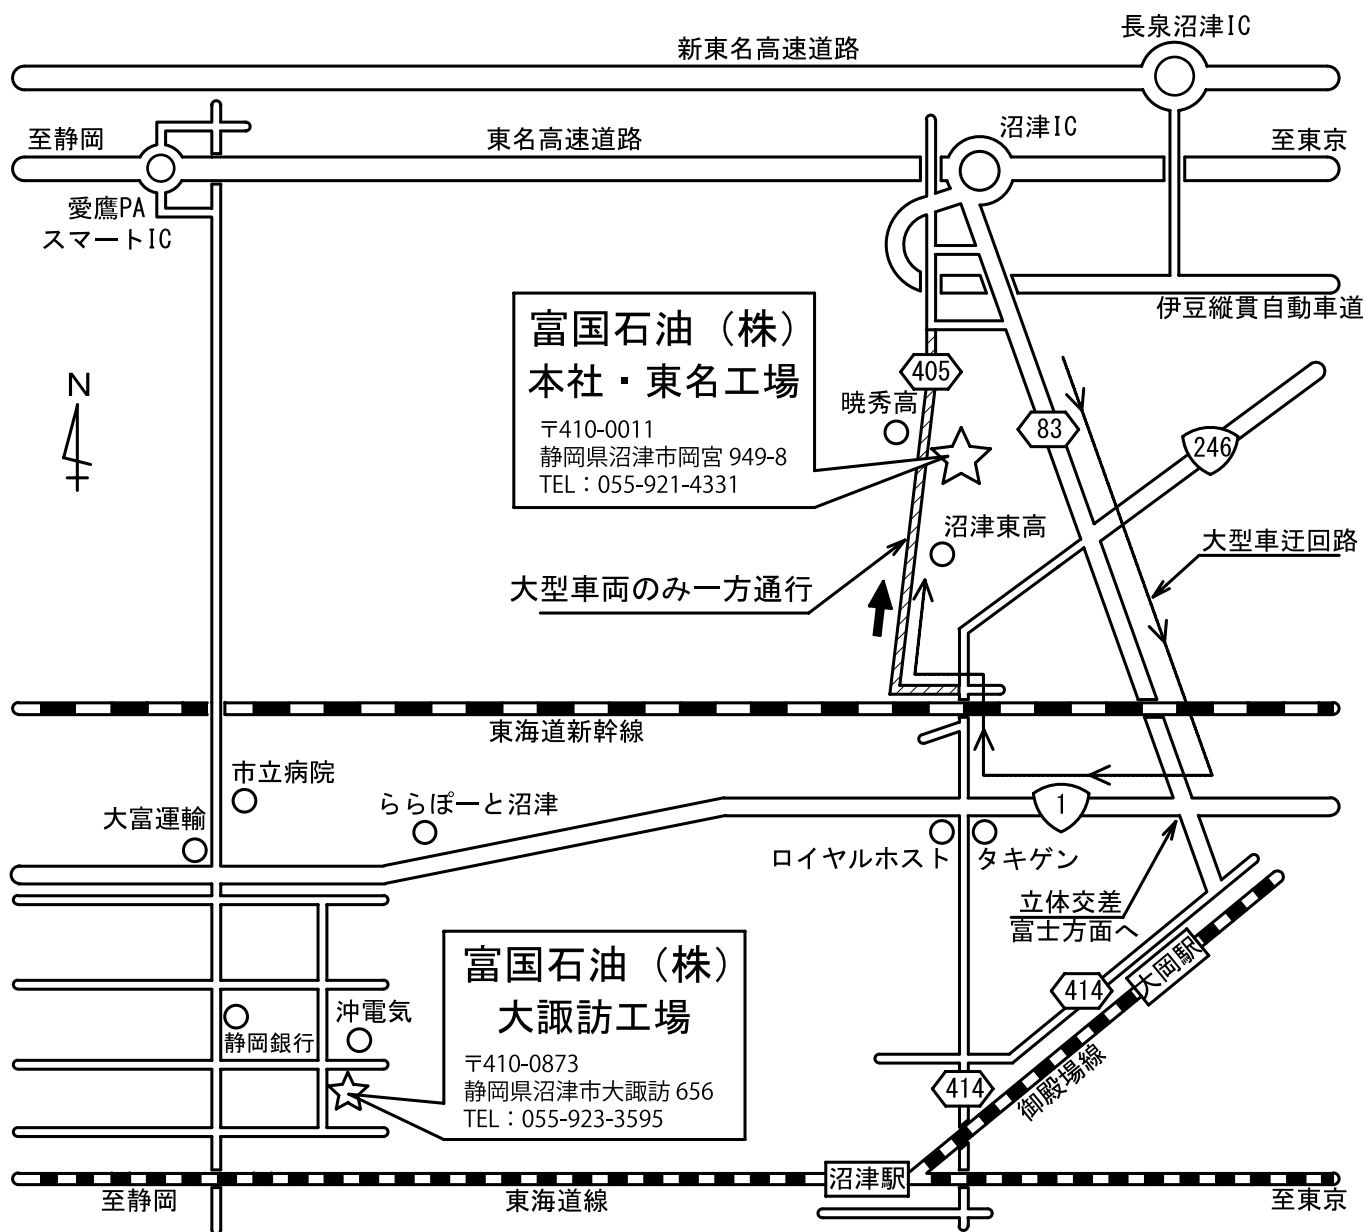 長泉沼津IC
新東名高速道路
至静岡
東名高速道路
沼津IC
至東京
愛鷹PA
スマートIC
伊豆縦貫自動車道
富国石油（株）
本社・東名工場
〒410-0011
静岡県沼津市岡宮 949-8
TEL：055-921-4331
N
405
暁秀高
83
246
沼津東高
大型車迂回路
大型車両のみ一方通行
東海道新幹線
市立病院
ららぽーと沼津
大富運輸
1
ロイヤルホスト
タキゲン
立体交差
富士方面へ
大岡駅
414
富国石油（株）
大諏訪工場
〒410-0873
静岡県沼津市大諏訪 656
TEL：055-923-3595
沖電気
静岡銀行
414
御殿場線
沼津駅
至静岡
東海道線
至東京